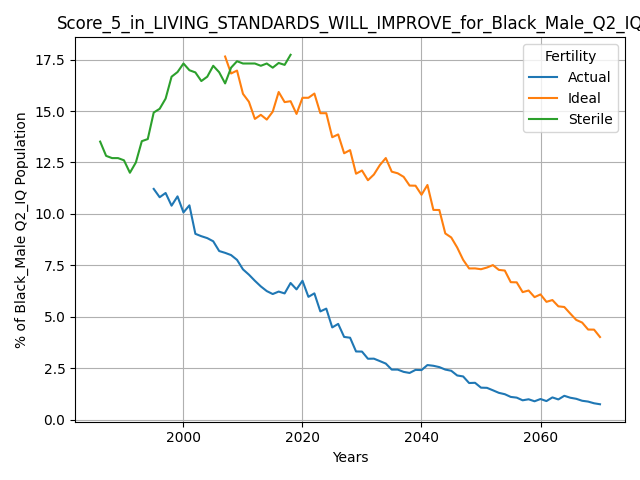 Score_5_in_LIVING_STANDARDS_WILL_IMPROVE_for_Black_Male_Q2_IQ
Fertility
Actual
Ideal
Sterile
% of Black_Male Q2_IQ Population
17.5
15.0
12.5
10.0
7.5
5.0
2.5
0.0
2000 2020 2040 2060
Years